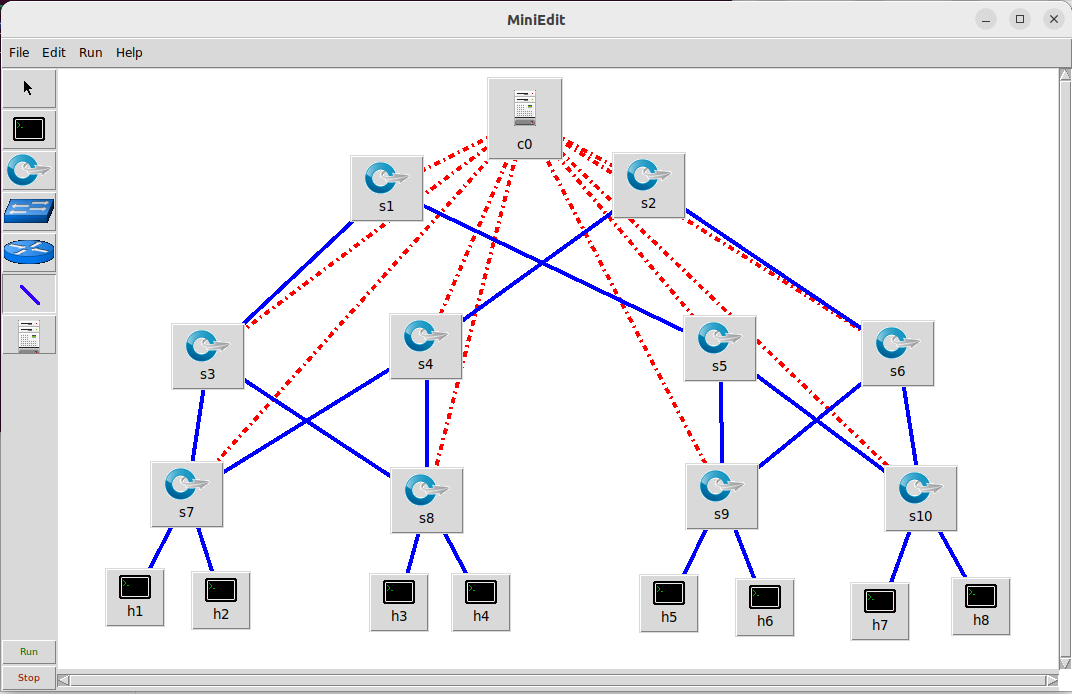 MiniEdit
File Edit Run Help
c0
s1
s2
s3
s4
s5
s6
s7
s8
s9
s10
h1
h2
h3
h4
h5
h6
h7
h8
Run
Stop